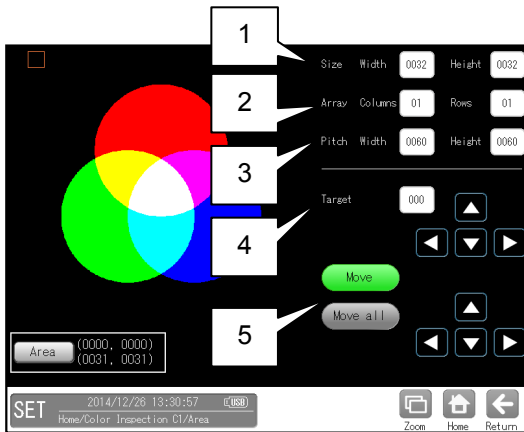 1
Size Width 0032 Height 0032
2
Array Columns 01 Rows 01
Pitch Width 0060 Height 0060
3
Target 000
4
Move
Move all
5
Area (0000, 0000)
(0031, 0031)
SET 2014/12/26 13:30:57 USB
Home/Color Inspection C1/Area
Zoom Home Return